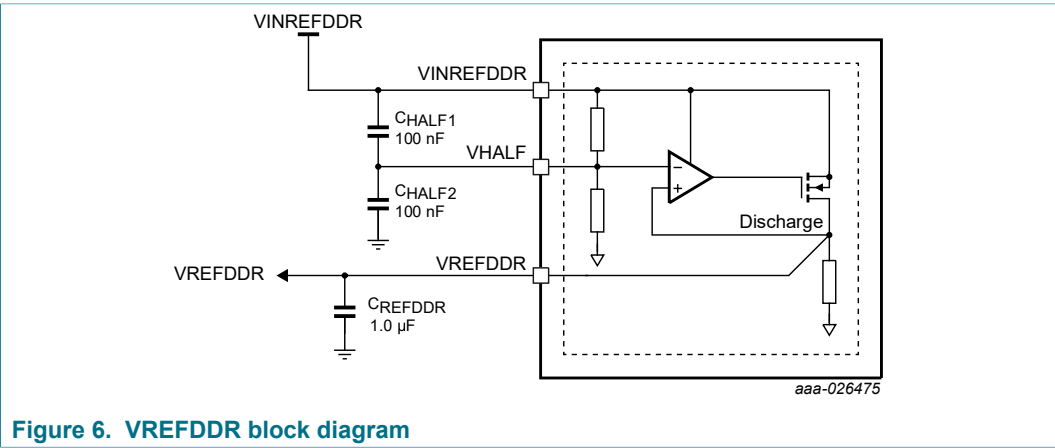 VINREFDDR
VINREFDDR
CHALF1
100 nF
VHALF
CHALF2
100 nF
−
+
Discharge
VREFDDR
VREFDDR
CREFDDR
1.0 µF
aaa-026475
Figure 6. VREFDDR block diagram